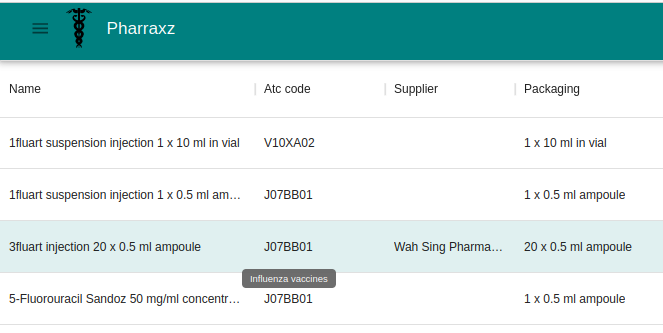 Pharraxz
Name Atc code Supplier Packaging
1fluart suspension injection 1 x 10 ml in vial V10XA02 1 x 10 ml in vial
1fluart suspension injection 1 x 0.5 ml am… J07BB01 1 x 0.5 ml ampoule
3fluart injection 20 x 0.5 ml ampoule J07BB01 Wah Sing Pharma… 20 x 0.5 ml ampoule
Influenza vaccines
5-Fluorouracil Sandoz 50 mg/ml concentr… J07BB01 1 x 0.5 ml ampoule